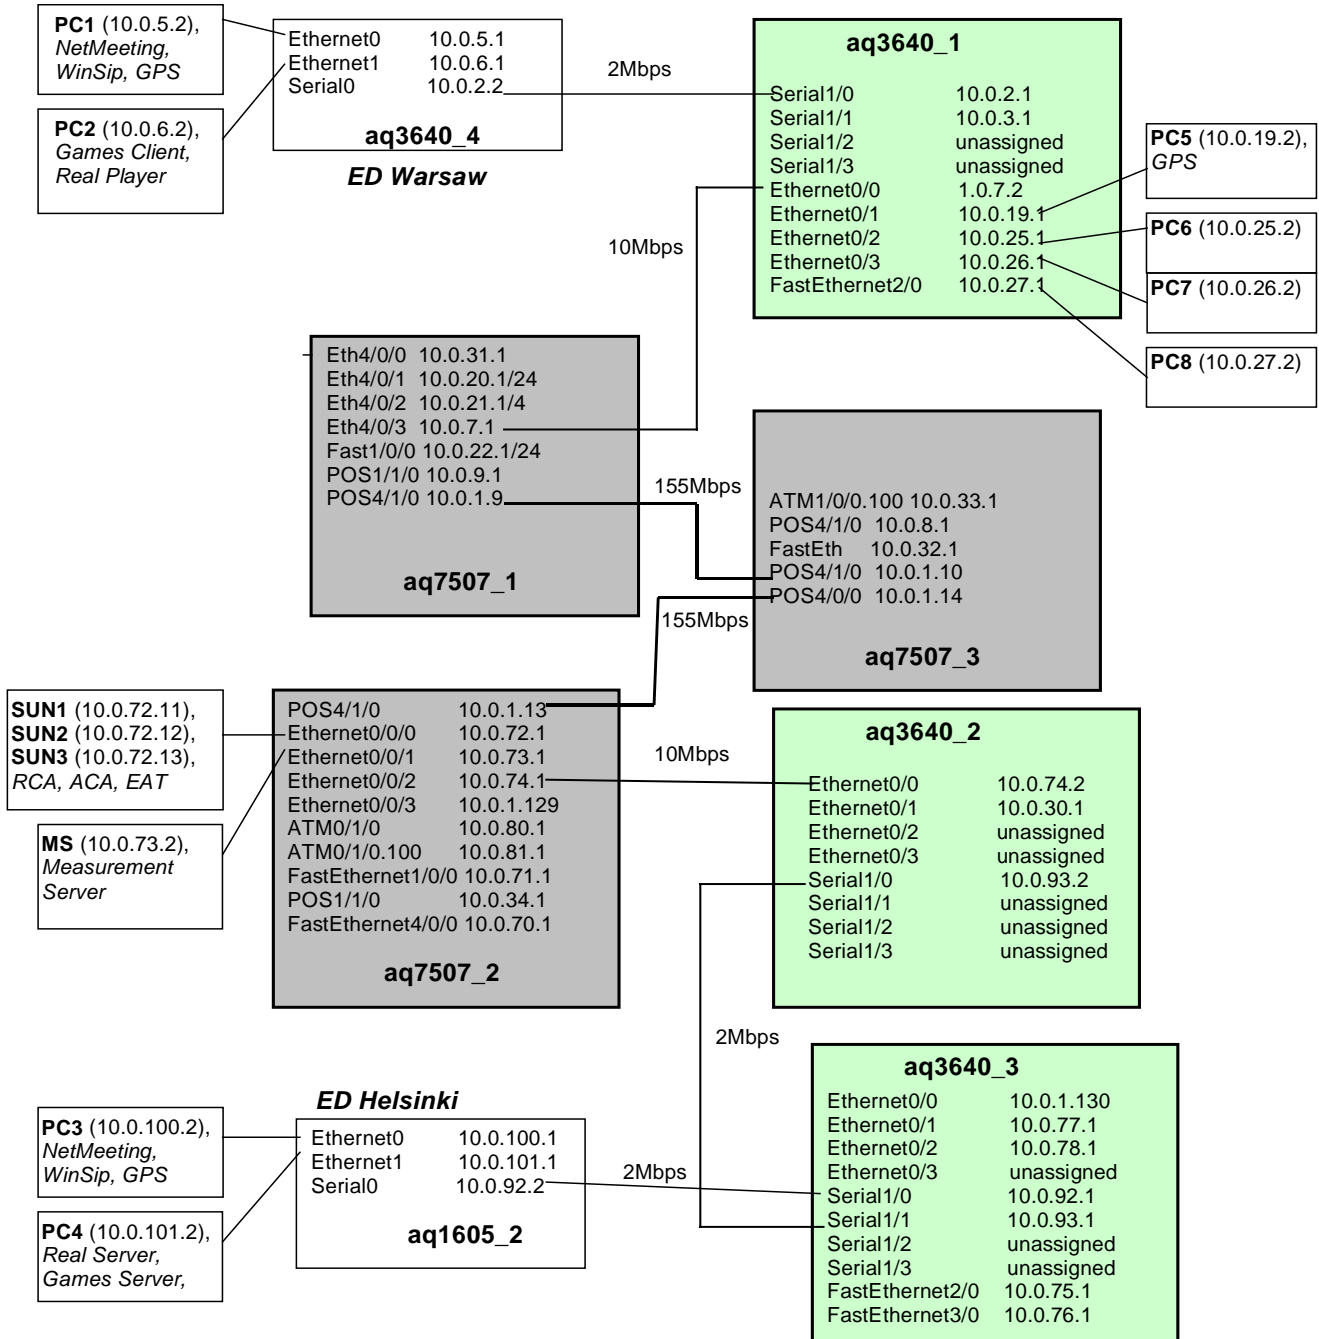 PC1 (10.0.5.2),
NetMeeting,
WinSip, GPS
PC2 (10.0.6.2),
Games Client,
Real Player
Ethernet0 10.0.5.1
Ethernet1 10.0.6.1
Serial0 10.0.2.2
aq3640_4
ED Warsaw
2Mbps
aq3640_1
Serial1/0 10.0.2.1
Serial1/1 10.0.3.1
Serial1/2 unassigned
Serial1/3 unassigned
Ethernet0/0 1.0.7.2
Ethernet0/1 10.0.19.1
Ethernet0/2 10.0.25.1
Ethernet0/3 10.0.26.1
FastEthernet2/0 10.0.27.1
PC5 (10.0.19.2),
GPS
PC6 (10.0.25.2)
PC7 (10.0.26.2)
PC8 (10.0.27.2)
10Mbps
Eth4/0/0 10.0.31.1
Eth4/0/1 10.0.20.1/24
Eth4/0/2 10.0.21.1/4
Eth4/0/3 10.0.7.1
Fast1/0/0 10.0.22.1/24
POS1/1/0 10.0.9.1
POS4/1/0 10.0.1.9
aq7507_1
155Mbps
ATM1/0/0.100 10.0.33.1
POS4/1/0 10.0.8.1
FastEth 10.0.32.1
POS4/1/0 10.0.1.10
POS4/0/0 10.0.1.14
aq7507_3
155Mbps
SUN1 (10.0.72.11),
SUN2 (10.0.72.12),
SUN3 (10.0.72.13),
RCA, ACA, EAT
MS (10.0.73.2),
Measurement
Server
POS4/1/0 10.0.1.13
Ethernet0/0/0 10.0.72.1
Ethernet0/0/1 10.0.73.1
Ethernet0/0/2 10.0.74.1
Ethernet0/0/3 10.0.1.129
ATM0/1/0 10.0.80.1
ATM0/1/0.100 10.0.81.1
FastEthernet1/0/0 10.0.71.1
POS1/1/0 10.0.34.1
FastEthernet4/0/0 10.0.70.1
aq7507_2
10Mbps
aq3640_2
Ethernet0/0 10.0.74.2
Ethernet0/1 10.0.30.1
Ethernet0/2 unassigned
Ethernet0/3 unassigned
Serial1/0 10.0.93.2
Serial1/1 unassigned
Serial1/2 unassigned
Serial1/3 unassigned
2Mbps
ED Helsinki
PC3 (10.0.100.2),
NetMeeting,
WinSip, GPS
PC4 (10.0.101.2),
Real Server,
Games Server,
Ethernet0 10.0.100.1
Ethernet1 10.0.101.1
Serial0 10.0.92.2
aq1605_2
2Mbps
aq3640_3
Ethernet0/0 10.0.1.130
Ethernet0/1 10.0.77.1
Ethernet0/2 10.0.78.1
Ethernet0/3 unassigned
Serial1/0 10.0.92.1
Serial1/1 10.0.93.1
Serial1/2 unassigned
Serial1/3 unassigned
FastEthernet2/0 10.0.75.1
FastEthernet3/0 10.0.76.1